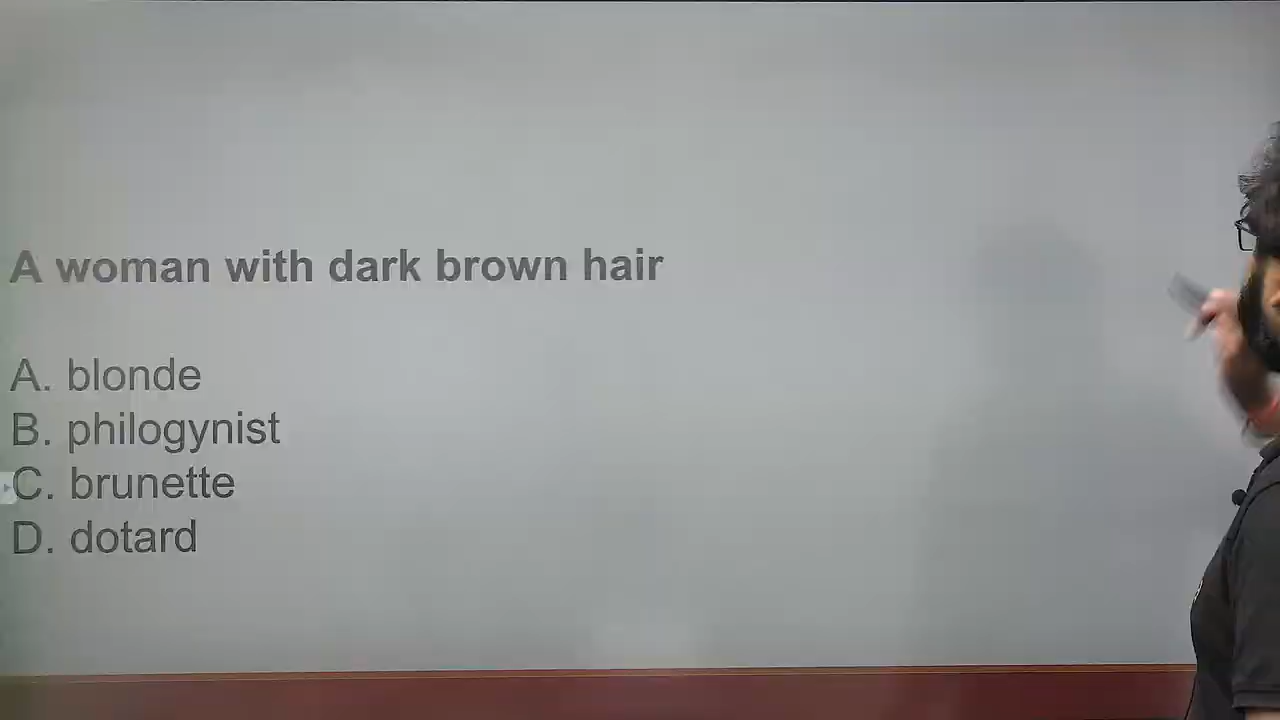 A woman with dark brown hair
A. blonde
B. philogynist
C. brunette
D. dotard